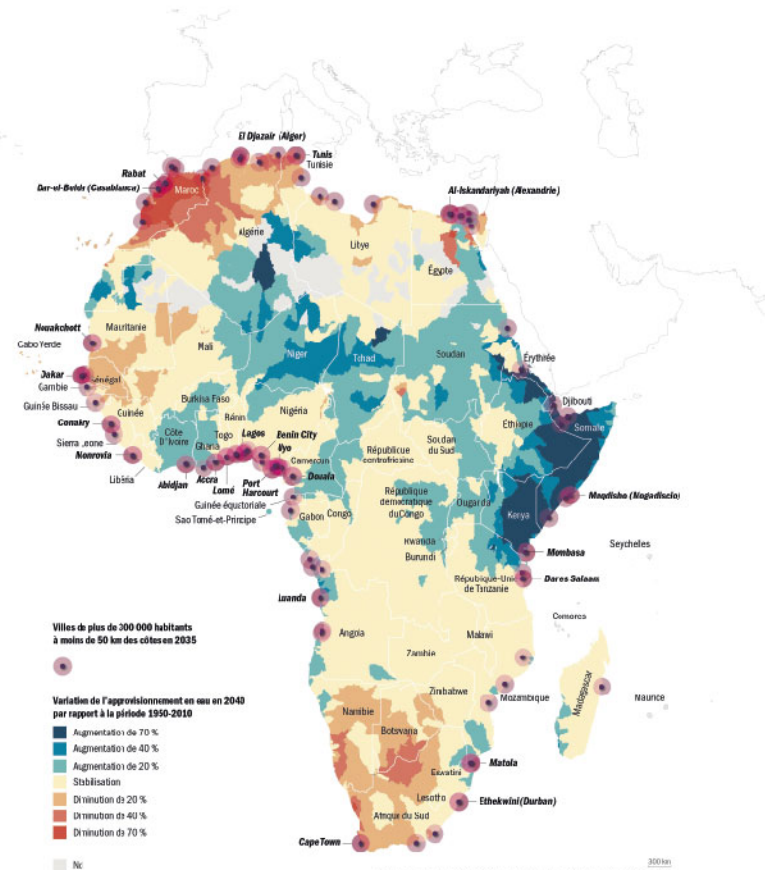 El Djazaïr (Alger)
Tunis
Tunisie
Rabat
Dar-ul-Beida (Casablanca)
Maroc
Al-Iskandariyah (Alexandrie)
Algérie
Libye
Égypte
Nouakchott
Mauritanie
Cabo Verde
Mali
Niger
Tchad
Soudan
Érythrée
Dakar
Sénégal
Gambie
Guinée Bissau
Burkina Faso
Djibouti
Guinée
Bénin
Nigéria
Éthiopie
Somalie
Conakry
Côte
D'Ivoire
Togo
Ghana
Lagos
Benin City
Uyo
Sierra Leone
Monrovia
Cameroun
République
centrafricaine
Soudan
du Sud
Libéria
Abidjan
Accra
Lomé
Port
Harcourt
Douala
Guinée équatoriale
Sao Tomé-et-Principe
Gabon
Congo
République
démocratique
du Congo
Ouganda
Kenya
Muqdisho (Mogadiscio)
Rwanda
Burundi
Mombasa
Seychelles
République-Unie
de Tanzanie
Dar es Salaam
Luanda
Comores
Villes de plus de 300 000 habitants
à moins de 50 km des côtes en 2035
Angola
Malawi
Zambie
Madagascar
Maurice
Zimbabwe
Mozambique
Variation de l'approvisionnement en eau en 2040
par rapport à la période 1950-2010
Augmentation de 70 %
Augmentation de 40 %
Augmentation de 20 %
Stabilisation
Diminution de 20 %
Diminution de 40 %
Diminution de 70 %
Namibie
Botswana
Matola
Eswatini
Lesotho
Ethekwini (Durban)
Afrique du Sud
Cape Town
300 km